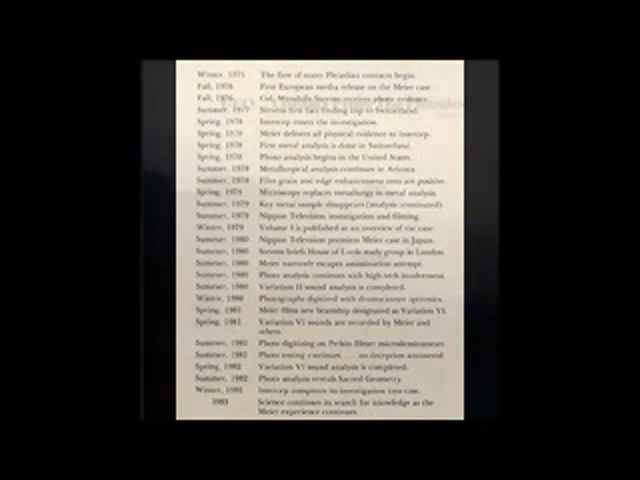 Winter, 1975 The first of many Pleiadian contacts begin.
Fall, 1976 First European media release on the Meier case
Fall, 1976 Col. Wendelle Stevens receives photo evidence.
Summer, 1977 Stevens first fact finding trip to Switzerland
Spring, 1978 Intercep enters the investigation.
Spring, 1978 Meier delivers all physical evidence to Intercep.
Spring, 1978 First metal analysis is done in Switzerland
Spring, 1978 Photo analysis begins in the United States.
Summer, 1978 Metallurgical analysis continues in Arizona
Summer, 1978 Film grain and edge enhancement tests are positive.
Spring, 1979 Microscopy replaces metallurgy in metal analysis.
Summer, 1979 Key metal sample disappears (analysis terminated).
Summer, 1979 Nippon Television investigation and filming.
Winter, 1979 Volume I is published as an overview of the case.
Summer, 1980 Nippon Television premiers Meier case in Japan.
Summer, 1980 Stevens briefs House of Lords study group in London.
Summer, 1980 Meier narrowly escapes assassination attempt.
Summer, 1980 Photo analysis continues with high tech involvement.
Summer, 1980 Variation II sound analysis is completed.
Winter, 1980 Photographs digitized with
Spring, 1981 Meier films new beamship designated as Variation VI.
Spring, 1981 Variation VI sounds are recorded by Meier and
others.
Summer, 1981 Photo digitizing on Perkin Elmer microdensitometer
Summer, 1981 Photo testing continues . . . . no deception uncovered.
Spring, 1982 Variation VI sound analysis is completed.
Summer, 1982 Photo analysis reveals Sacred Geometry.
Winter, 1982 Intercep completes its investigation into case.
1983 Science continues its search for knowledge as the
Meier experience continues . . .